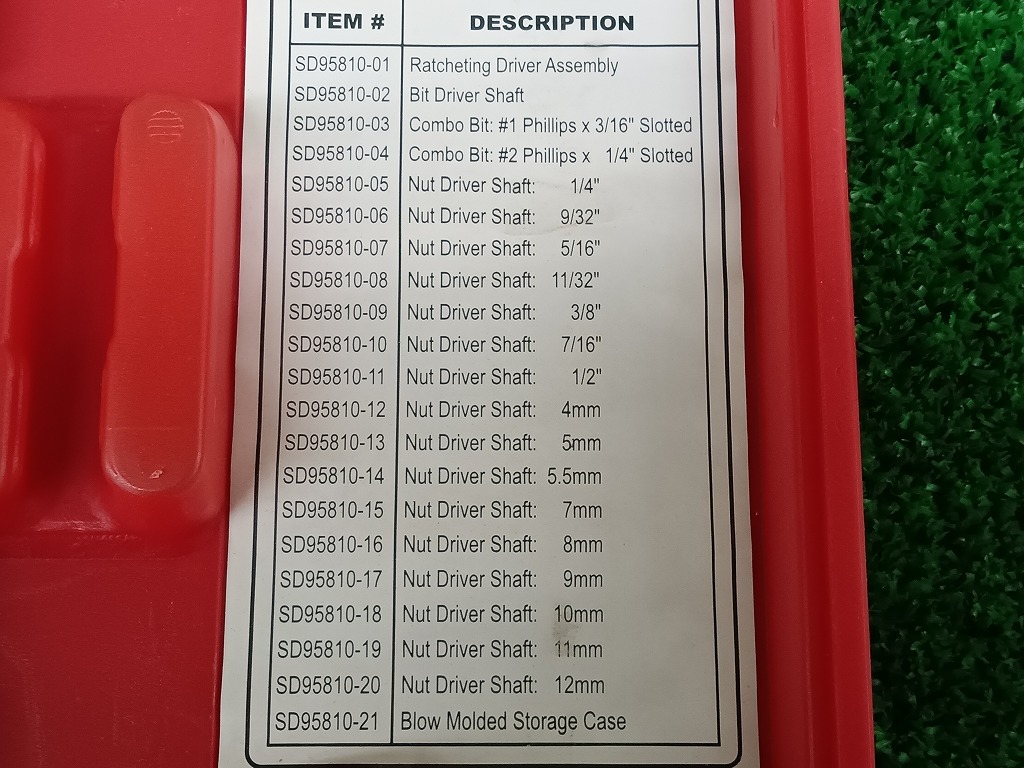 ITEM # DESCRIPTION
SD95810-01 Ratcheting Driver Assembly
SD95810-02 Bit Driver Shaft
SD95810-03 Combo Bit: #1 Phillips x 3/16" Slotted
SD95810-04 Combo Bit: #2 Phillips x 1/4" Slotted
SD95810-05 Nut Driver Shaft: 1/4"
SD95810-06 Nut Driver Shaft: 9/32"
SD95810-07 Nut Driver Shaft: 5/16"
SD95810-08 Nut Driver Shaft: 11/32"
SD95810-09 Nut Driver Shaft: 3/8"
SD95810-10 Nut Driver Shaft: 7/16"
SD95810-11 Nut Driver Shaft: 1/2"
SD95810-12 Nut Driver Shaft: 4mm
SD95810-13 Nut Driver Shaft: 5mm
SD95810-14 Nut Driver Shaft: 5.5mm
SD95810-15 Nut Driver Shaft: 7mm
SD95810-16 Nut Driver Shaft: 8mm
SD95810-17 Nut Driver Shaft: 9mm
SD95810-18 Nut Driver Shaft: 10mm
SD95810-19 Nut Driver Shaft: 11mm
SD95810-20 Nut Driver Shaft: 12mm
SD95810-21 Blow Molded Storage Case